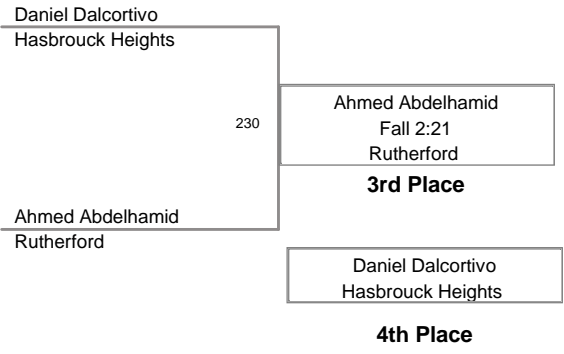 Daniel Dalcortivo
Hasbrouck Heights
230
Ahmed Abdelhamid
Fall 2:21
Rutherford
3rd Place
Ahmed Abdelhamid
Rutherford
Daniel Dalcortivo
Hasbrouck Heights
4th Place